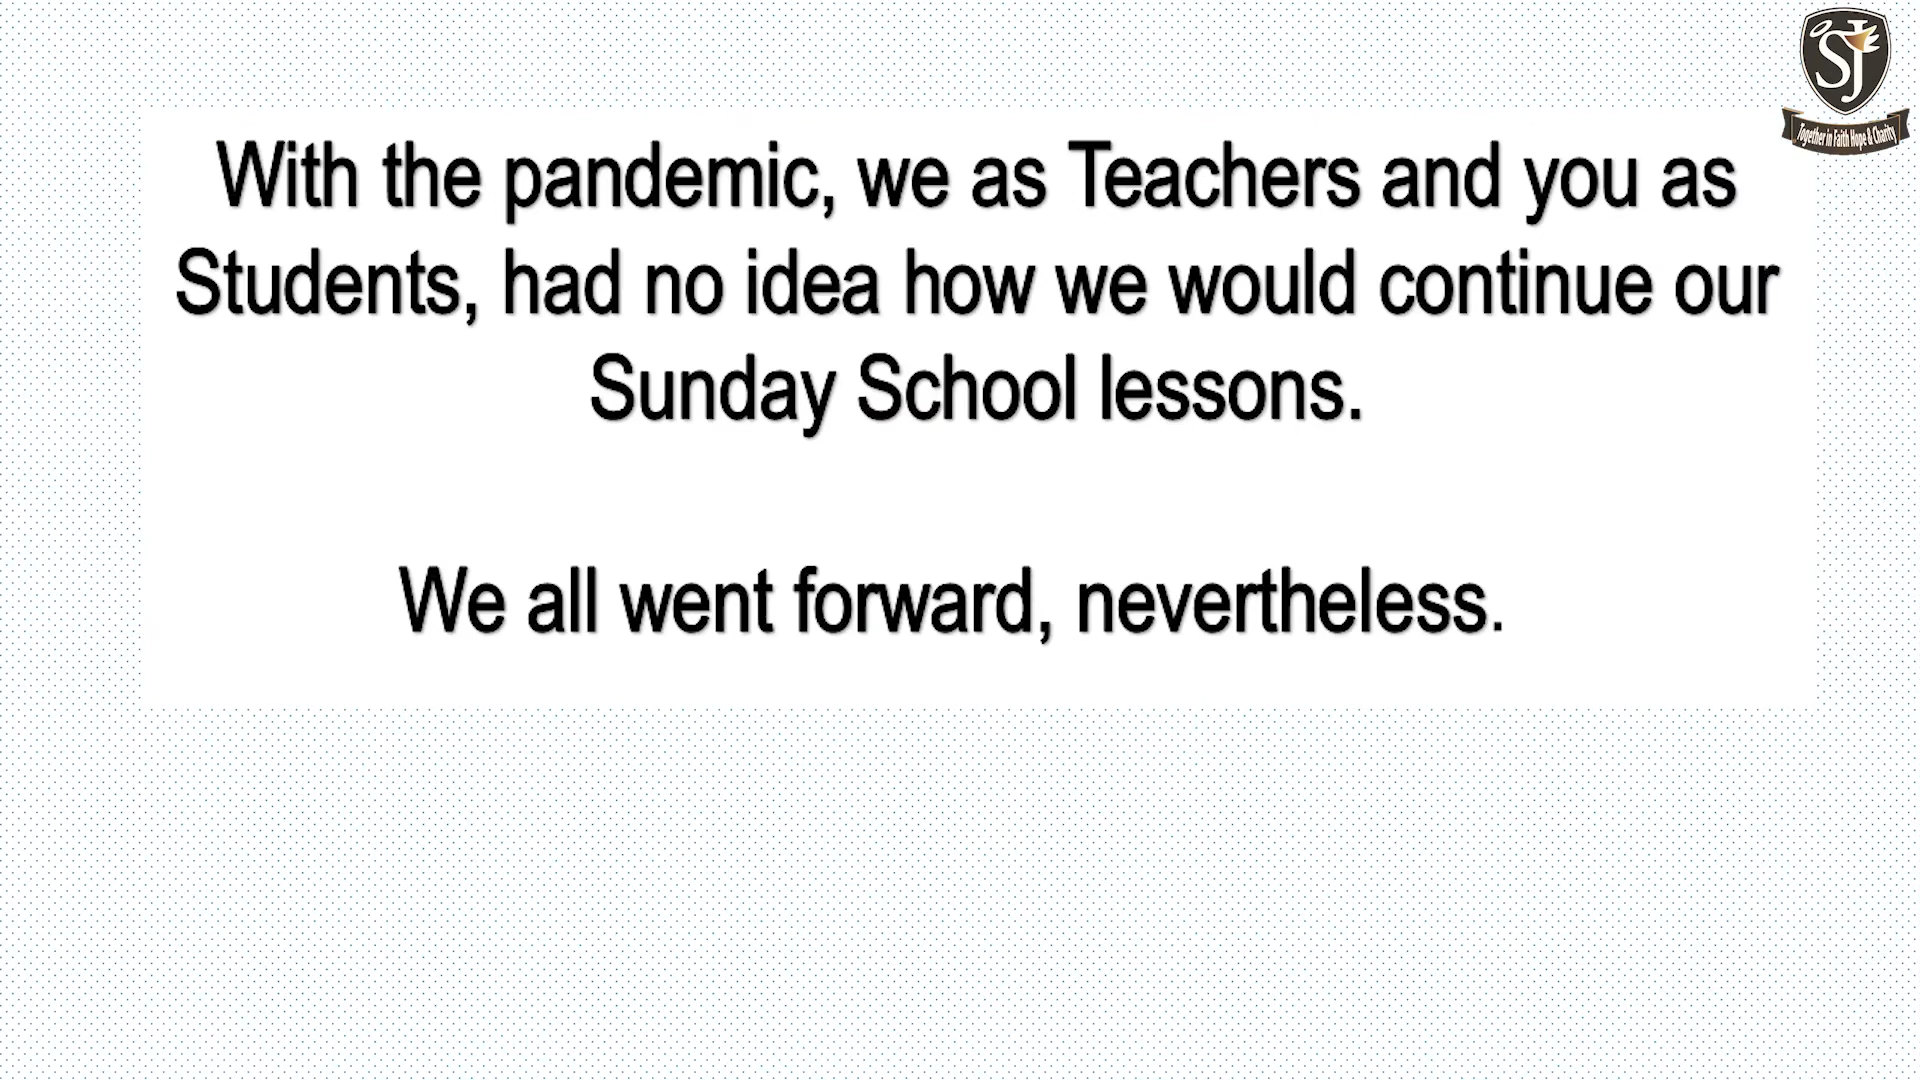 SJ
Together in Faith Hope & Charity
With the pandemic, we as Teachers and you as
Students, had no idea how we would continue our
Sunday School lessons.
We all went forward, nevertheless.